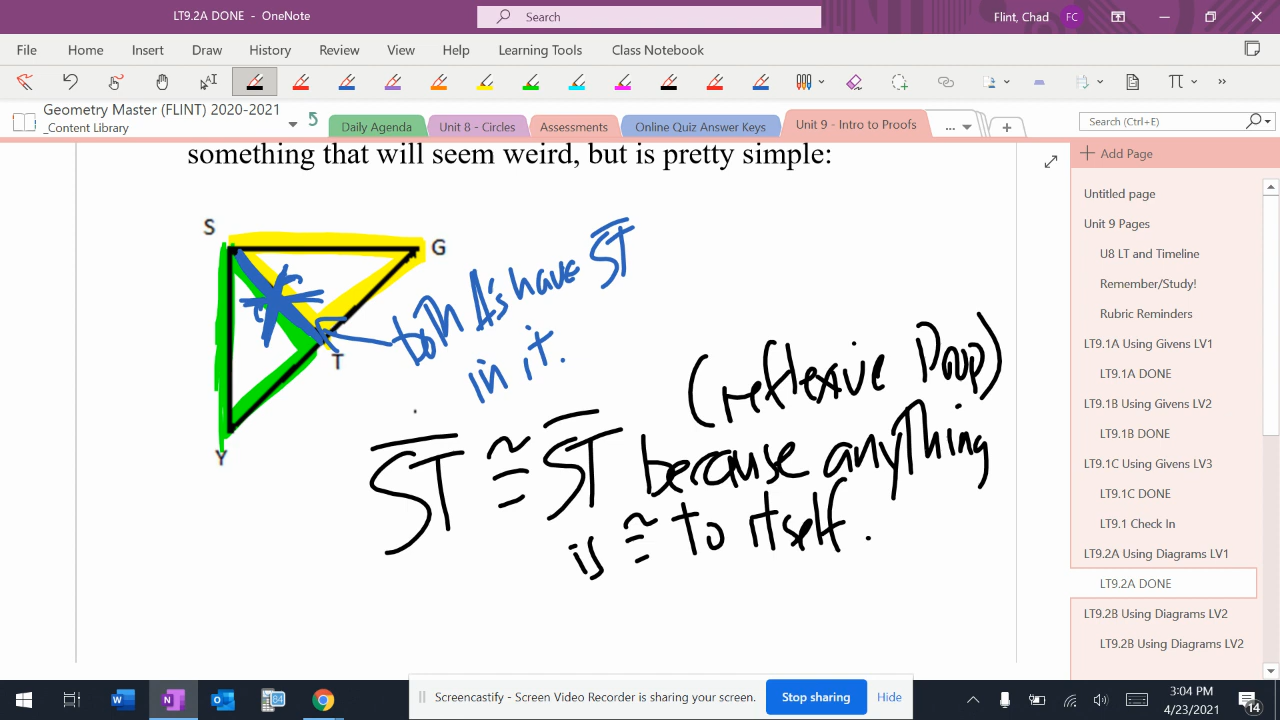 LT9.2A DONE - OneNote
Search
Flint, Chad
FC
File Home Insert Draw History Review View Help Learning Tools Class Notebook
Geometry Master (FLINT) 2020-2021
_Content Library
Daily Agenda
Unit 8 - Circles
Assessments
Online Quiz Answer Keys
Unit 9 - Intro to Proofs
...
Search (Ctrl+E)
something that will seem weird, but is pretty simple:
S
G
T
Y
both Δ's have ST
in it.
(reflexive Prop)
ST ≅ ST because anything
is ≅ to itself.
Add Page
Untitled page
Unit 9 Pages
U8 LT and Timeline
Remember/Study!
Rubric Reminders
LT9.1A Using Givens LV1
LT9.1A DONE
LT9.1B Using Givens LV2
LT9.1B DONE
LT9.1C Using Givens LV3
LT9.1C DONE
LT9.1 Check In
LT9.2A Using Diagrams LV1
LT9.2A DONE
LT9.2B Using Diagrams LV2
LT9.2B Using Diagrams LV2
Screencastify - Screen Video Recorder is sharing your screen.
Stop sharing
Hide
3:04 PM
4/23/2021
14